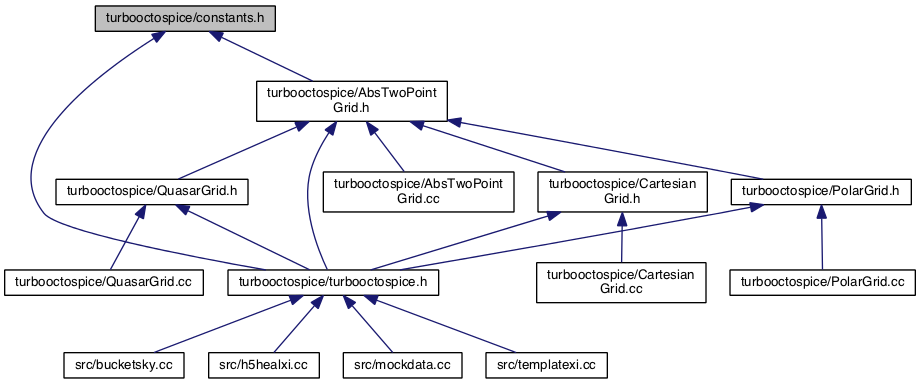 turbooctospice/constants.h
turbooctospice/AbsTwoPoint
Grid.h
turbooctospice/QuasarGrid.h
turbooctospice/AbsTwoPoint
Grid.cc
turbooctospice/Cartesian
Grid.h
turbooctospice/PolarGrid.h
turbooctospice/QuasarGrid.cc
turbooctospice/turbooctospice.h
turbooctospice/Cartesian
Grid.cc
turbooctospice/PolarGrid.cc
src/bucketsky.cc
src/h5healxi.cc
src/mockdata.cc
src/templatexi.cc